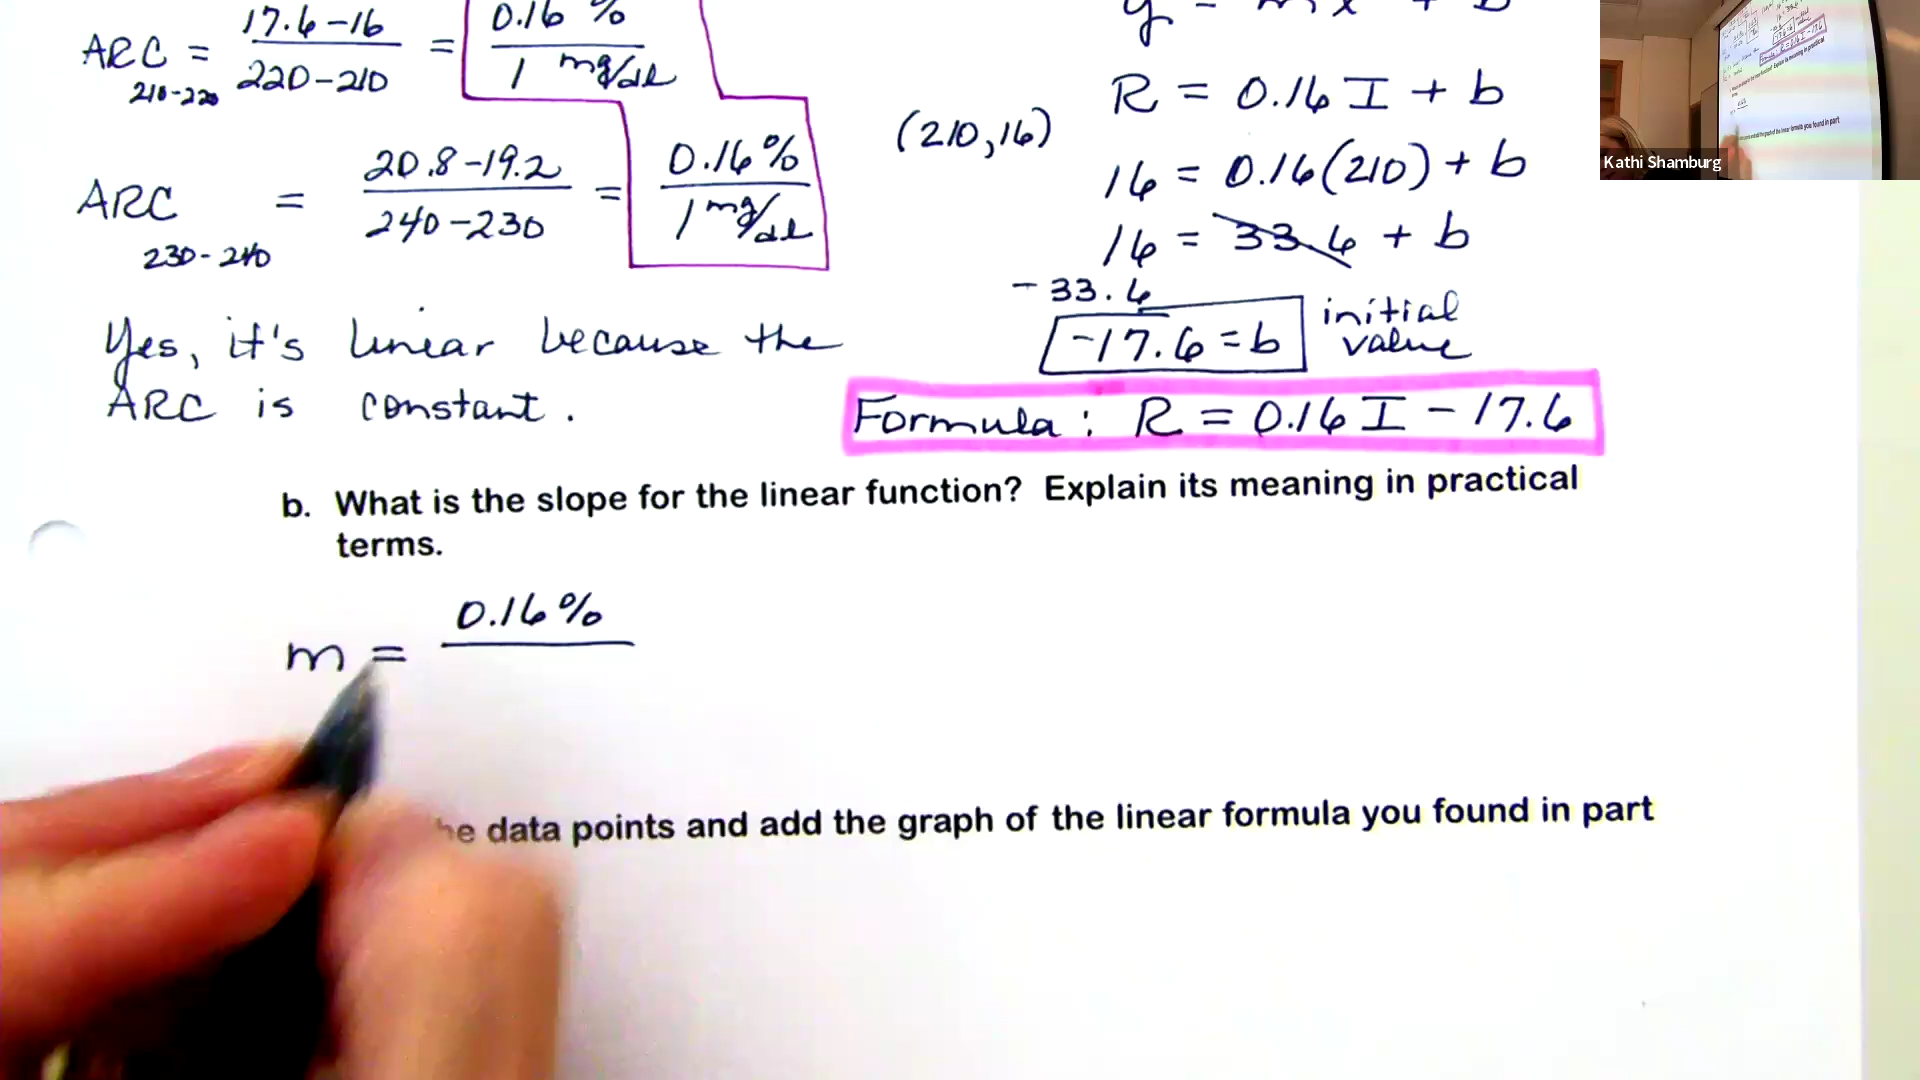 ARC = 17.6-16 / 220-210 = 0.16 % / 1 mg/dl
210-220
y = mx + b
R = 0.16 I + b
(210,16)
ARC = 20.8-19.2 / 240-230 = 0.16% / 1 mg/dl
230-240
16 = 0.16(210) + b
16 = 33.6 + b
-33.6
-17.6 = b initial value
Yes, it's linear because the
ARC is constant.
Formula: R = 0.16 I - 17.6
b. What is the slope for the linear function? Explain its meaning in practical
terms.
m = 0.16%
he data points and add the graph of the linear formula you found in part
Kathi Shamburg